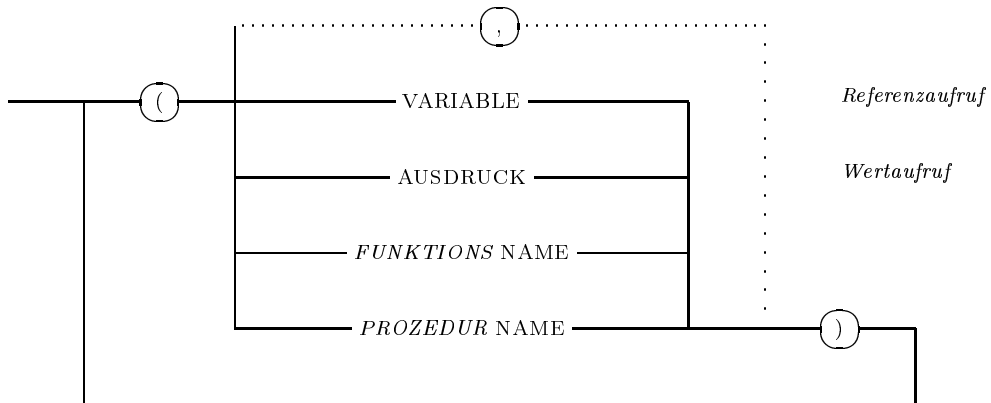 ,
( VARIABLE Referenzaufruf
AUSDRUCK Wertaufruf
FUNKTIONS NAME
PROZEDUR NAME )